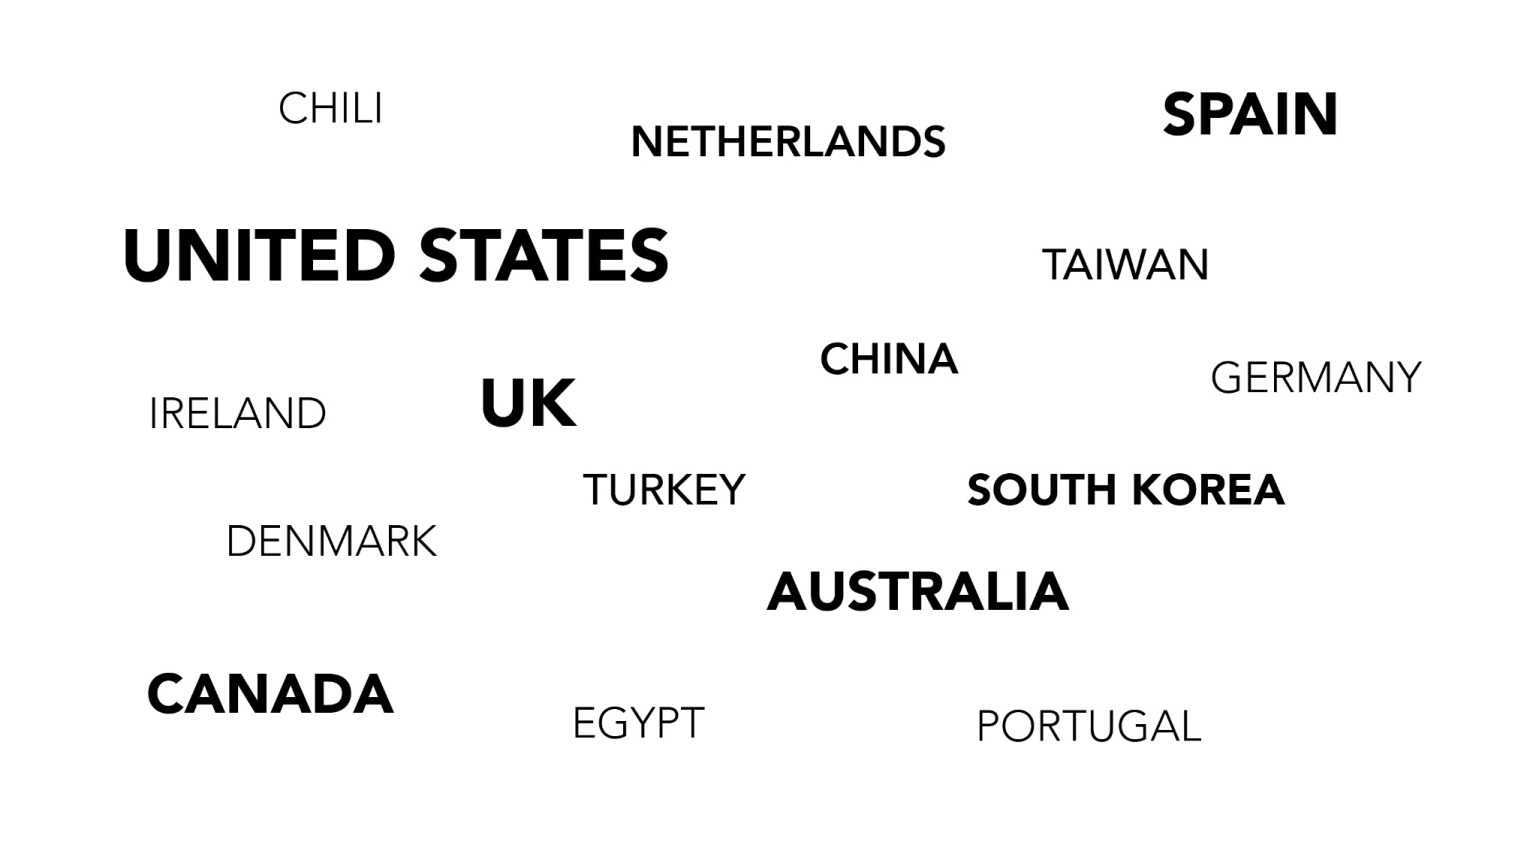 CHILI
NETHERLANDS
SPAIN
UNITED STATES
TAIWAN
CHINA
GERMANY
IRELAND
UK
TURKEY
SOUTH KOREA
DENMARK
AUSTRALIA
CANADA
EGYPT
PORTUGAL